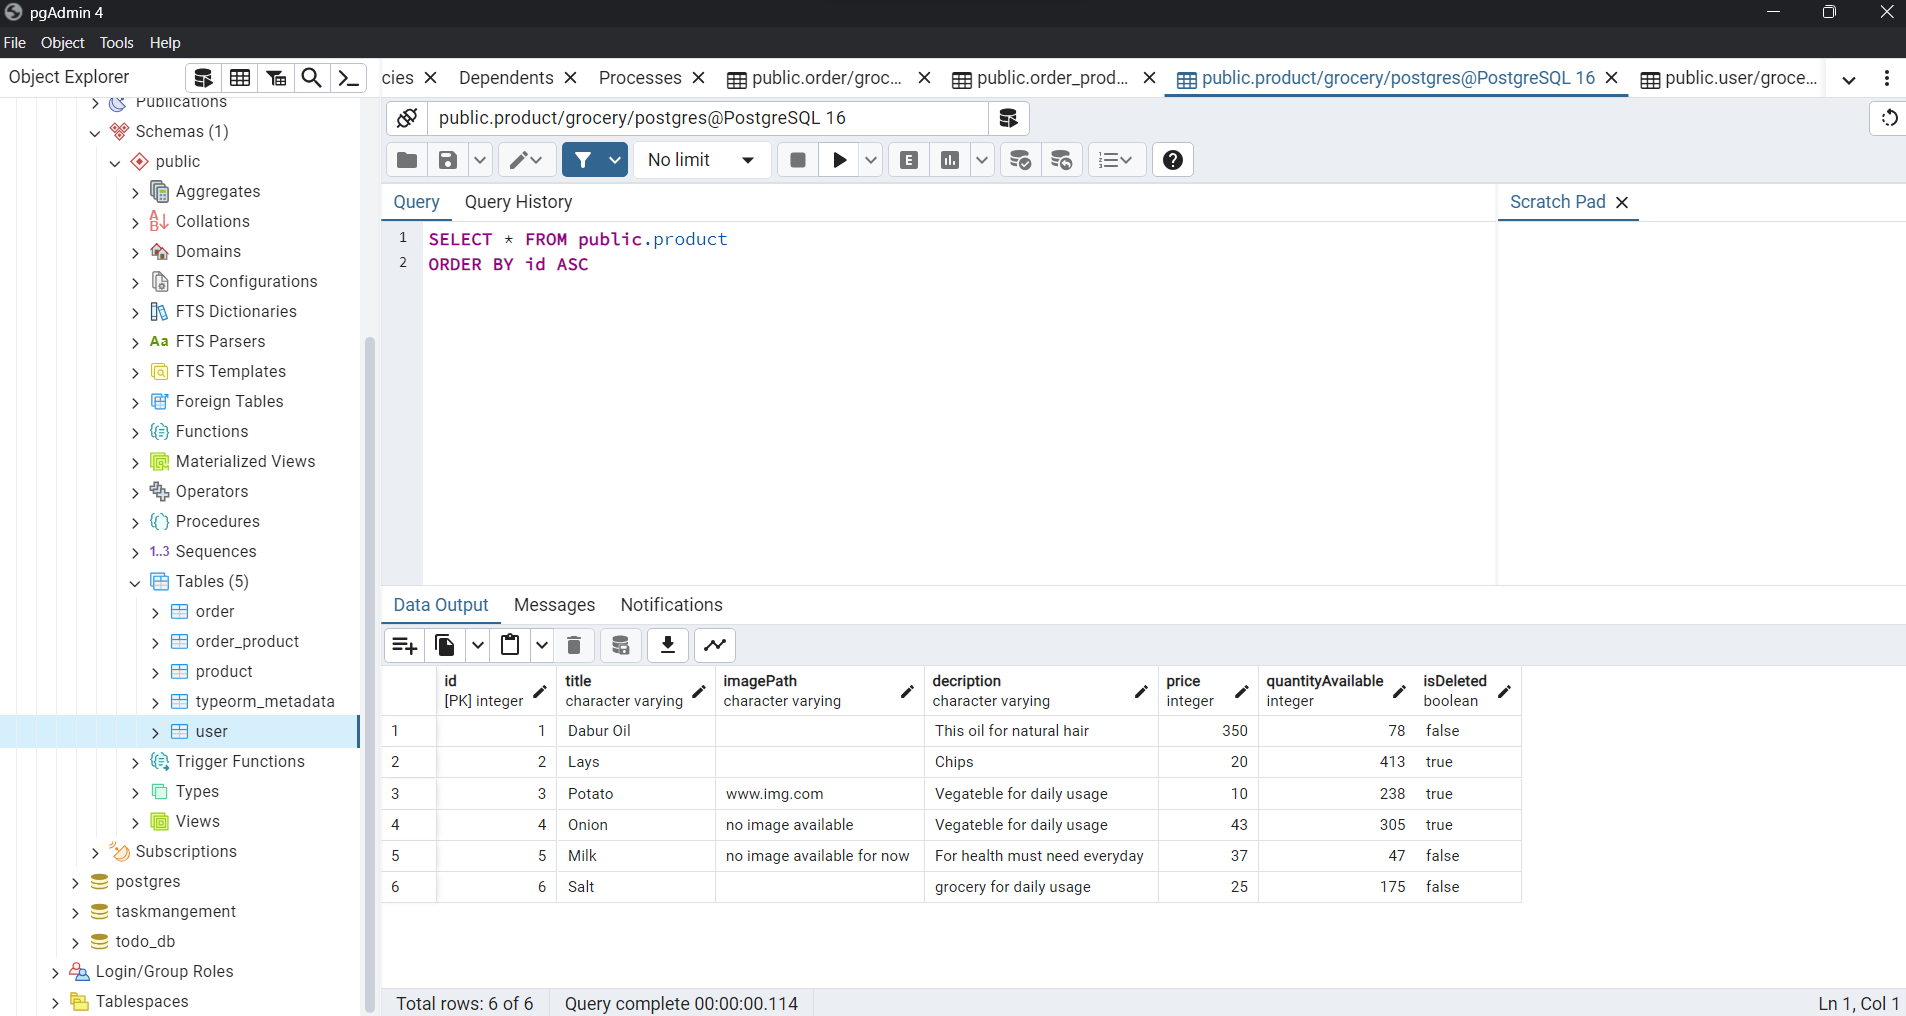 pgAdmin 4
File Object Tools Help
Object Explorer
cies Dependents Processes public.order/groc... public.order_prod... public.product/grocery/postgres@PostgreSQL 16 public.user/groce...
Publications
Schemas (1)
public
Aggregates
Collations
Domains
FTS Configurations
FTS Dictionaries
Aa FTS Parsers
FTS Templates
Foreign Tables
Functions
Materialized Views
Operators
Procedures
1..3 Sequences
Tables (5)
order
order_product
product
typeorm_metadata
user
Trigger Functions
Types
Views
Subscriptions
postgres
taskmangement
todo_db
Login/Group Roles
Tablespaces
public.product/grocery/postgres@PostgreSQL 16
No limit E
Query Query History
Scratch Pad
1 SELECT * FROM public.product
2 ORDER BY id ASC
Data Output Messages Notifications
id title imagePath decription price quantityAvailable isDeleted
[PK] integer character varying character varying character varying integer integer boolean
1 1 Dabur Oil This oil for natural hair 350 78 false
2 2 Lays Chips 20 413 true
3 3 Potato www.img.com Vegateble for daily usage 10 238 true
4 4 Onion no image available Vegateble for daily usage 43 305 true
5 5 Milk no image available for now For health must need everyday 37 47 false
6 6 Salt grocery for daily usage 25 175 false
Total rows: 6 of 6 Query complete 00:00:00.114 Ln 1, Col 1